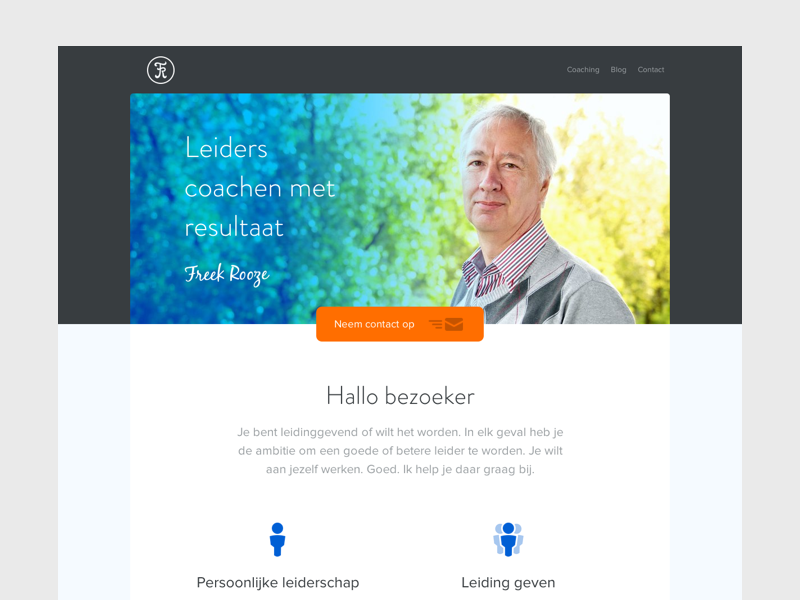 FR
Coaching Blog Contact
Leiders
coachen met
resultaat
Freek Rooze
Neem contact op
Hallo bezoeker
Je bent leidinggevend of wilt het worden. In elk geval heb je
de ambitie om een goede of betere leider te worden. Je wilt
aan jezelf werken. Goed. Ik help je daar graag bij.
Persoonlijke leiderschap
Leiding geven